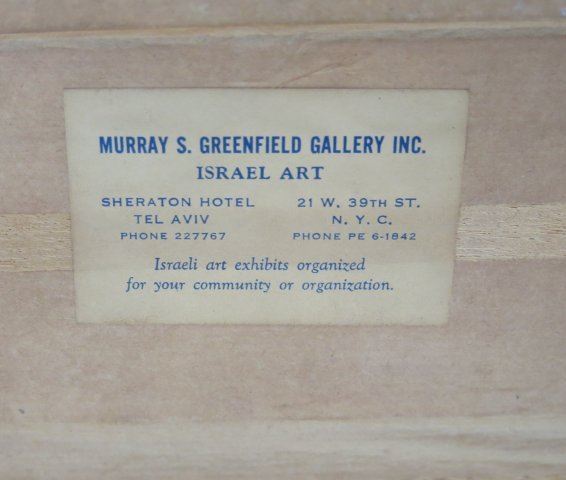 MURRAY S. GREENFIELD GALLERY INC.
ISRAEL ART
SHERATON HOTEL
TEL AVIV
PHONE 227767
21 W. 39TH ST.
N. Y. C.
PHONE PE 6-1842
Israeli art exhibits organized
for your community or organization.